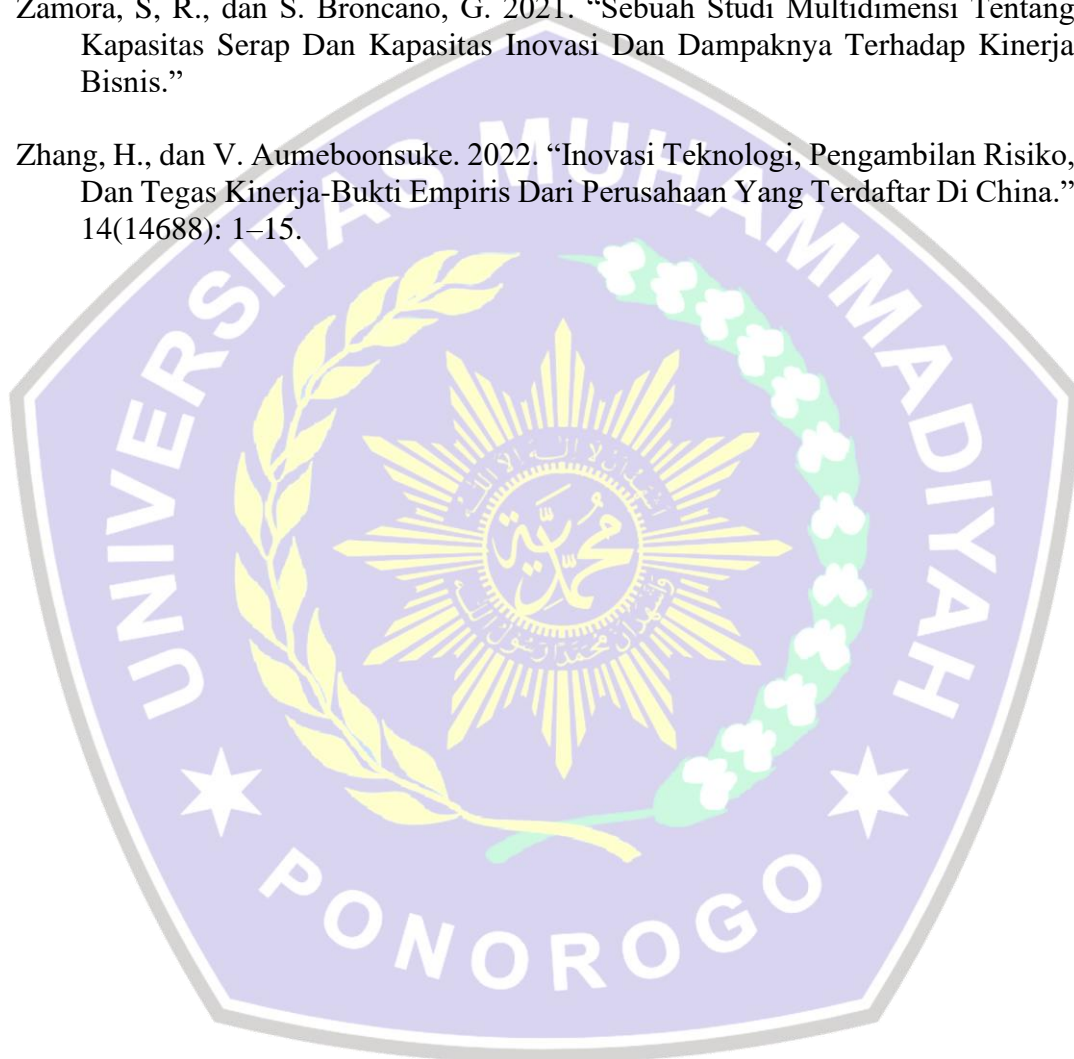 Zamora, S, R., dan S. Broncano, G. 2021. “Sebuah Studi Multidimensi Tentang
Kapasitas Serap Dan Kapasitas Inovasi Dan Dampaknya Terhadap Kinerja
Bisnis.”
Zhang, H., dan V. Aumeboonsuke. 2022. “Inovasi Teknologi, Pengambilan Risiko,
Dan Tegas Kinerja-Bukti Empiris Dari Perusahaan Yang Terdaftar Di China.”
14(14688): 1–15.
UNIVERSITAS MUHAMMADIYAH
محمدية
PONOROGO